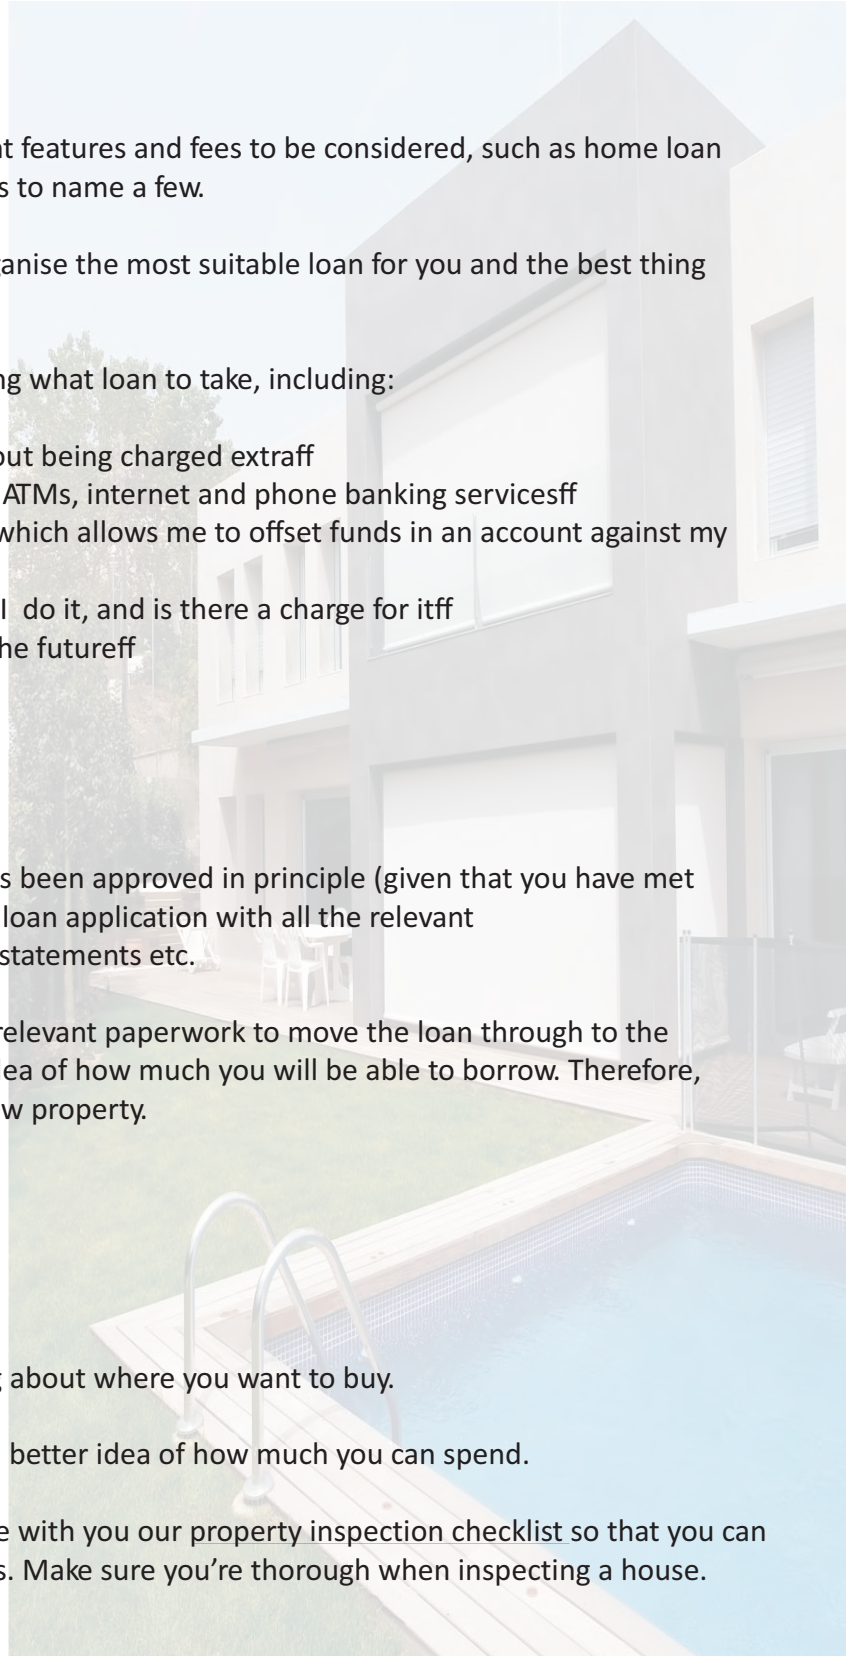 t features and fees to be considered, such as home loan
s to name a few.
anise the most suitable loan for you and the best thing
ng what loan to take, including:
out being charged extraff
ATMs, internet and phone banking servicesff
which allows me to offset funds in an account against my
I do it, and is there a charge for itff
he futureff
s been approved in principle (given that you have met
loan application with all the relevant
statements etc.
relevant paperwork to move the loan through to the
ea of how much you will be able to borrow. Therefore,
w property.
g about where you want to buy.
better idea of how much you can spend.
e with you our property inspection checklist so that you can
s. Make sure you’re thorough when inspecting a house.